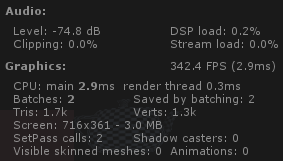 Audio:
Level: -74.8 dB DSP load: 0.2%
Clipping: 0.0% Stream load: 0.0%
Graphics: 342.4 FPS (2.9ms)
CPU: main 2.9ms render thread 0.3ms
Batches: 2 Saved by batching: 2
Tris: 1.7k Verts: 1.3k
Screen: 716x361 - 3.0 MB
SetPass calls: 2 Shadow casters: 0
Visible skinned meshes: 0 Animations: 0